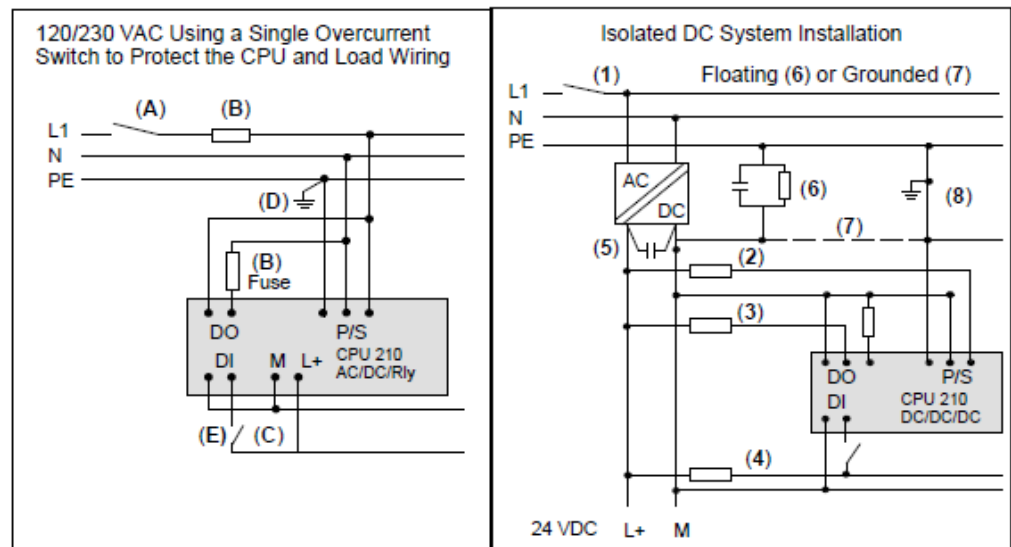 120/230 VAC Using a Single Overcurrent
Switch to Protect the CPU and Load Wiring
(A)
(B)
L1
N
PE
(D)
(B)
Fuse
DO
P/S
DI
M
L+
CPU 210
AC/DC/Rly
(E)
(C)
Isolated DC System Installation
(1)
Floating (6) or Grounded (7)
L1
N
PE
AC
DC
(6)
(8)
(5)
(7)
(2)
(3)
DO
P/S
DI
CPU 210
DC/DC/DC
(4)
24 VDC L+ M